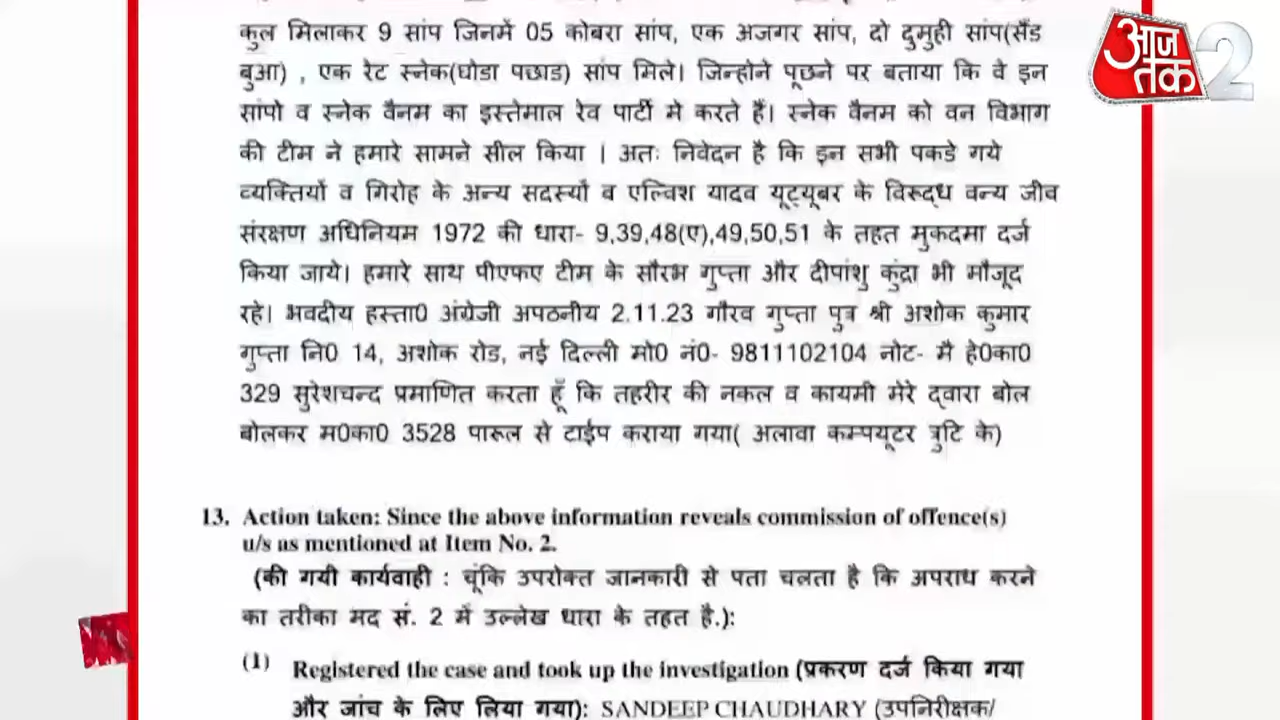 कुल मिलाकर 9 सांप जिनमें 05 कोबरा सांप, एक अजगर सांप, दो दुमुही सांप(सैंड
बुआ) , एक रेट स्नेक(घोडा पछाड) सांप मिले। जिन्होने पूछने पर बताया कि वे इन
सांपो व स्नेक वैनम का इस्तेमाल रेव पार्टी मे करते हैं। स्नेक वैनम को वन विभाग
की टीम ने हमारे सामने सील किया । अतः निवेदन है कि इन सभी पकडे गये
व्यक्तियों व गिरोह के अन्य सदस्यों व एल्विश यादव यूट्यूबर के विरूद्ध वन्य जीव
संरक्षण अधिनियम 1972 की धारा- 9,39,48(ए),49,50,51 के तहत मुकदमा दर्ज
किया जाये। हमारे साथ पीएफए टीम के सौरभ गुप्ता और दीपांशु कुंद्रा भी मौजूद
रहे। भवदीय हस्ता0 अंग्रेजी अपठनीय 2.11.23 गौरव गुप्ता पुत्र श्री अशोक कुमार
गुप्ता नि0 14, अशोक रोड, नई दिल्ली मो0 नं0- 9811102104 नोट- मै हे0का0
329 सुरेशचन्द प्रमाणित करता हूँ कि तहरीर की नकल व कायमी मेरे द्वारा बोल
बोलकर म0का0 3528 पारूल से टाईप कराया गया( अलावा कम्पयूटर त्रुटि के)
13. Action taken: Since the above information reveals commission of offence(s)
u/s as mentioned at Item No. 2.
(की गयी कार्यवाही : चूंकि उपरोक्त जानकारी से पता चलता है कि अपराध करने
का तरीका मद सं. 2 में उल्लेख धारा के तहत है.):
(1) Registered the case and took up the investigation (प्रकरण दर्ज किया गया
और जांच के लिए लिया गया): SANDEEP CHAUDHARY (उपनिरीक्षक/
आज तक 2